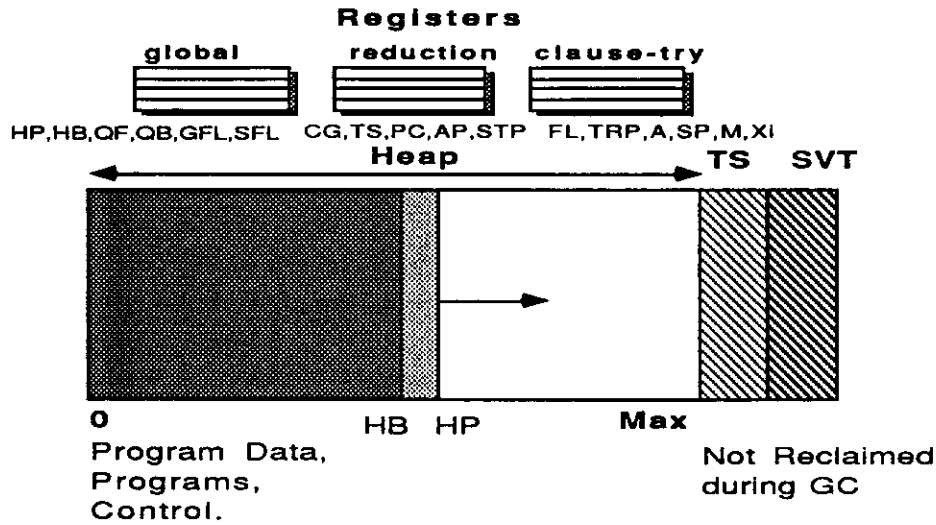 Registers
global reduction clause-try
HP,HB,QF,QB,GFL,SFL CG,TS,PC,AP,STP FL,TRP,A,SP,M,Xi
Heap TS SVT
0 HB HP Max
Program Data,
Programs,
Control.
Not Reclaimed
during GC